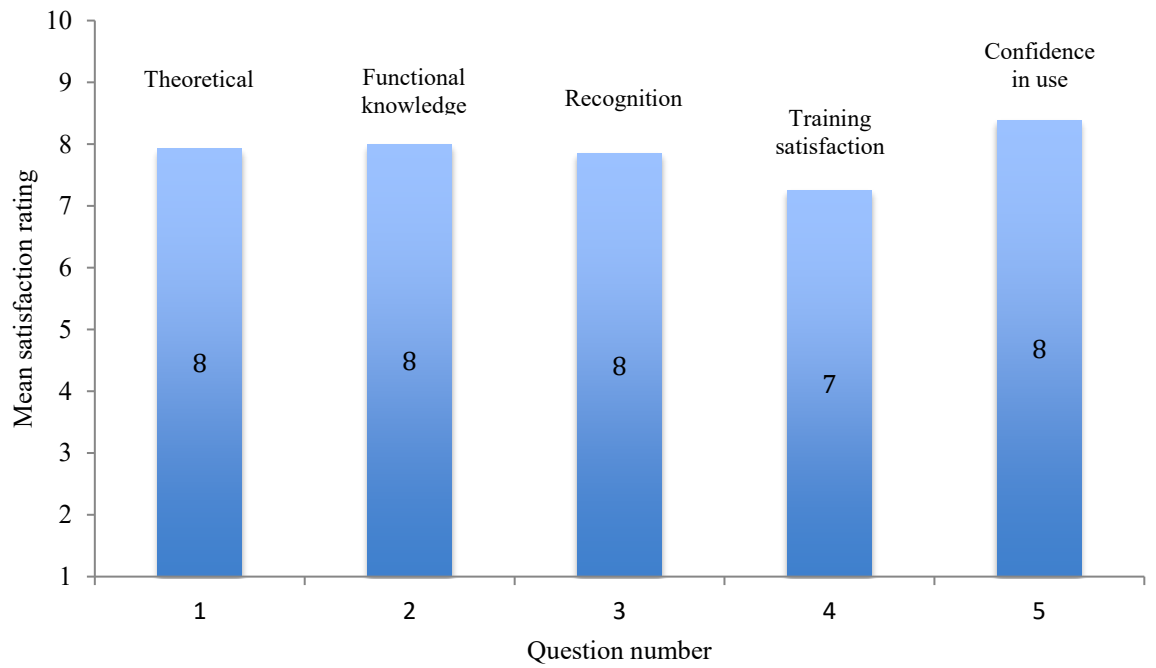 10
9
8
7
6
5
4
3
2
1
Mean satisfaction rating
Theoretical
Functional
knowledge
Recognition
Training
satisfaction
Confidence
in use
8
8
8
7
8
1
2
3
4
5
Question number